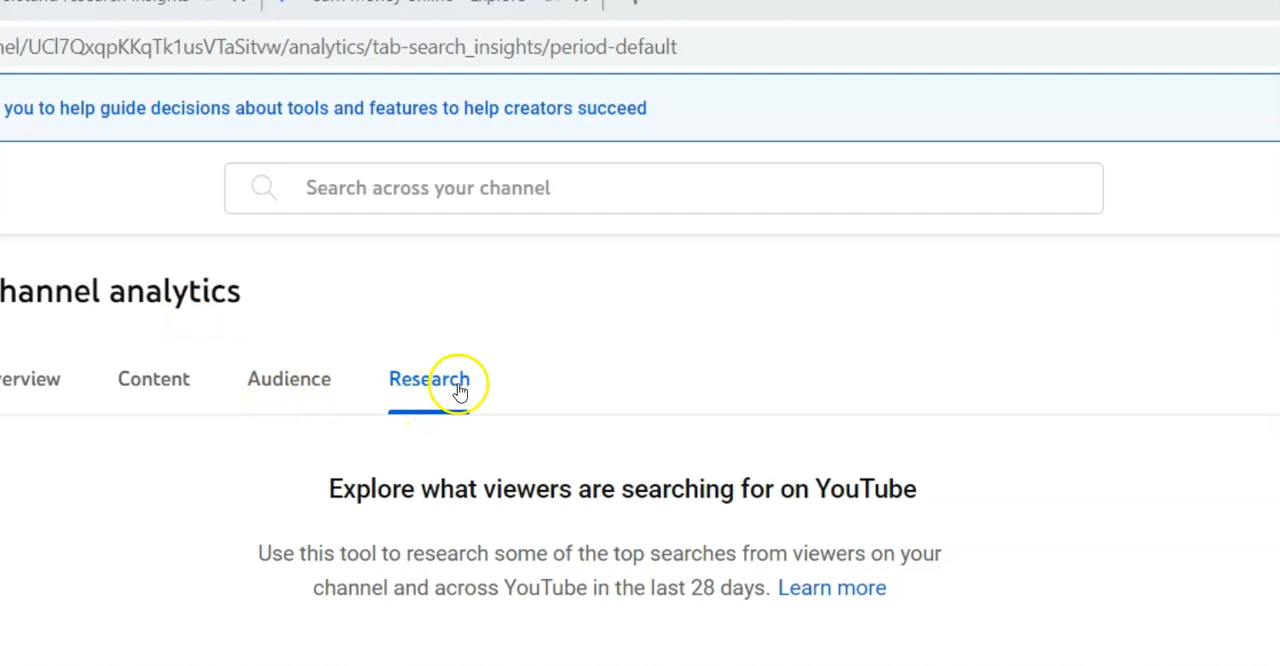 nel/UCl7QxqpKKqTk1usVTaSitvw/analytics/tab-search_insights/period-default
you to help guide decisions about tools and features to help creators succeed
Search across your channel
hannel analytics
verview Content Audience Research
Explore what viewers are searching for on YouTube
Use this tool to research some of the top searches from viewers on your
channel and across YouTube in the last 28 days. Learn more